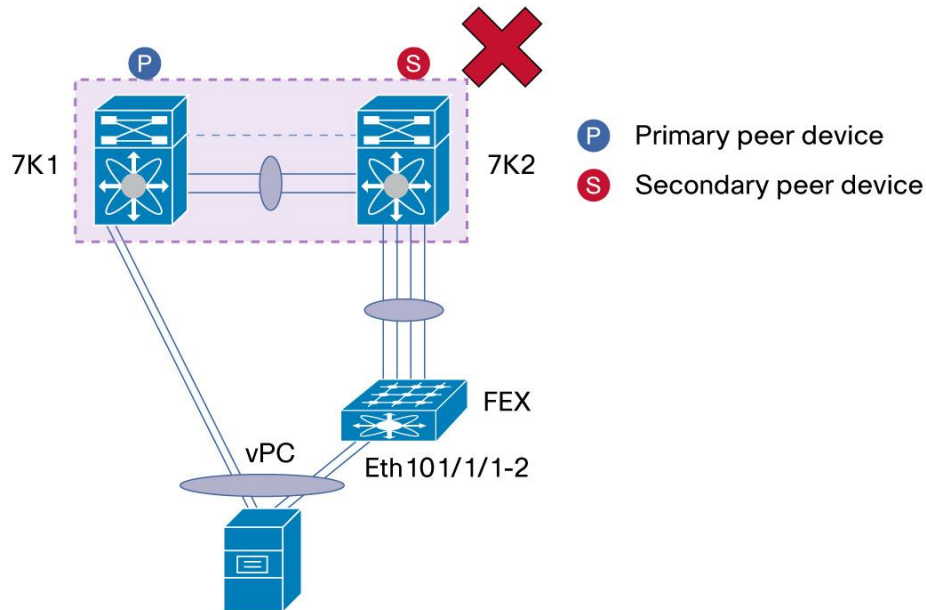 P
S
7K1
7K2
P Primary peer device
S Secondary peer device
FEX
vPC
Eth101/1/1-2